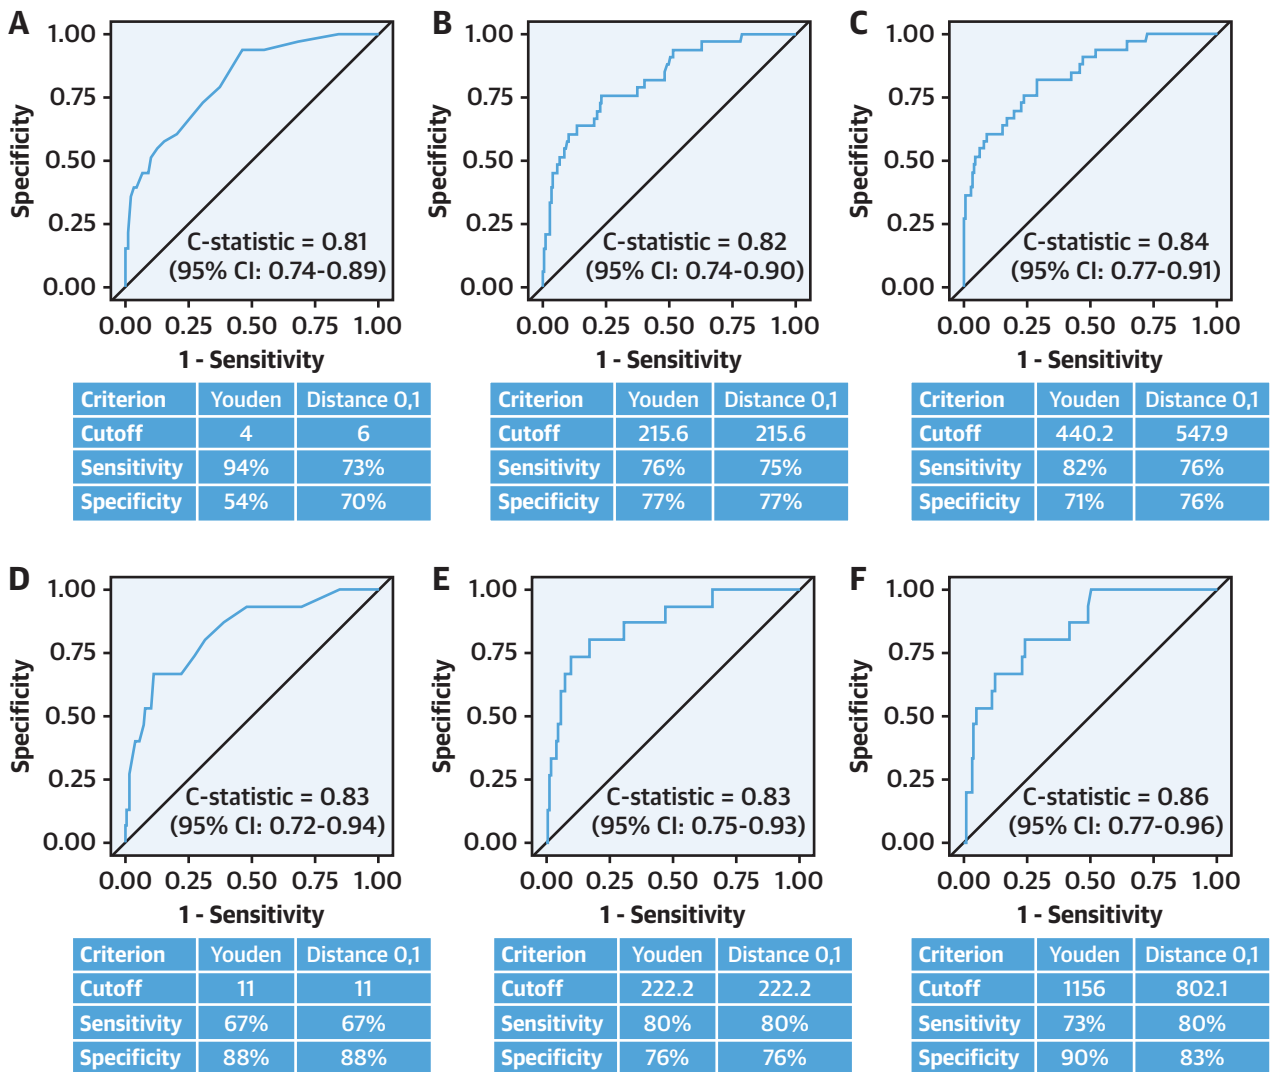 A
1.00
0.75
0.50
0.25
0.00
Specificity
C-statistic = 0.81
(95% CI: 0.74-0.89)
0.00 0.25 0.50 0.75 1.00
1 - Sensitivity
Criterion Youden Distance 0,1
Cutoff 4 6
Sensitivity 94% 73%
Specificity 54% 70%
B
1.00
0.75
0.50
0.25
0.00
Specificity
C-statistic = 0.82
(95% CI: 0.74-0.90)
0.00 0.25 0.50 0.75 1.00
1 - Sensitivity
Criterion Youden Distance 0,1
Cutoff 215.6 215.6
Sensitivity 76% 75%
Specificity 77% 77%
C
1.00
0.75
0.50
0.25
0.00
Specificity
C-statistic = 0.84
(95% CI: 0.77-0.91)
0.00 0.25 0.50 0.75 1.00
1 - Sensitivity
Criterion Youden Distance 0,1
Cutoff 440.2 547.9
Sensitivity 82% 76%
Specificity 71% 76%
D
1.00
0.75
0.50
0.25
0.00
Specificity
C-statistic = 0.83
(95% CI: 0.72-0.94)
0.00 0.25 0.50 0.75 1.00
1 - Sensitivity
Criterion Youden Distance 0,1
Cutoff 11 11
Sensitivity 67% 67%
Specificity 88% 88%
E
1.00
0.75
0.50
0.25
0.00
Specificity
C-statistic = 0.83
(95% CI: 0.75-0.93)
0.00 0.25 0.50 0.75 1.00
1 - Sensitivity
Criterion Youden Distance 0,1
Cutoff 222.2 222.2
Sensitivity 80% 80%
Specificity 76% 76%
F
1.00
0.75
0.50
0.25
0.00
Specificity
C-statistic = 0.86
(95% CI: 0.77-0.96)
0.00 0.25 0.50 0.75 1.00
1 - Sensitivity
Criterion Youden Distance 0,1
Cutoff 1156 802.1
Sensitivity 73% 80%
Specificity 90% 83%